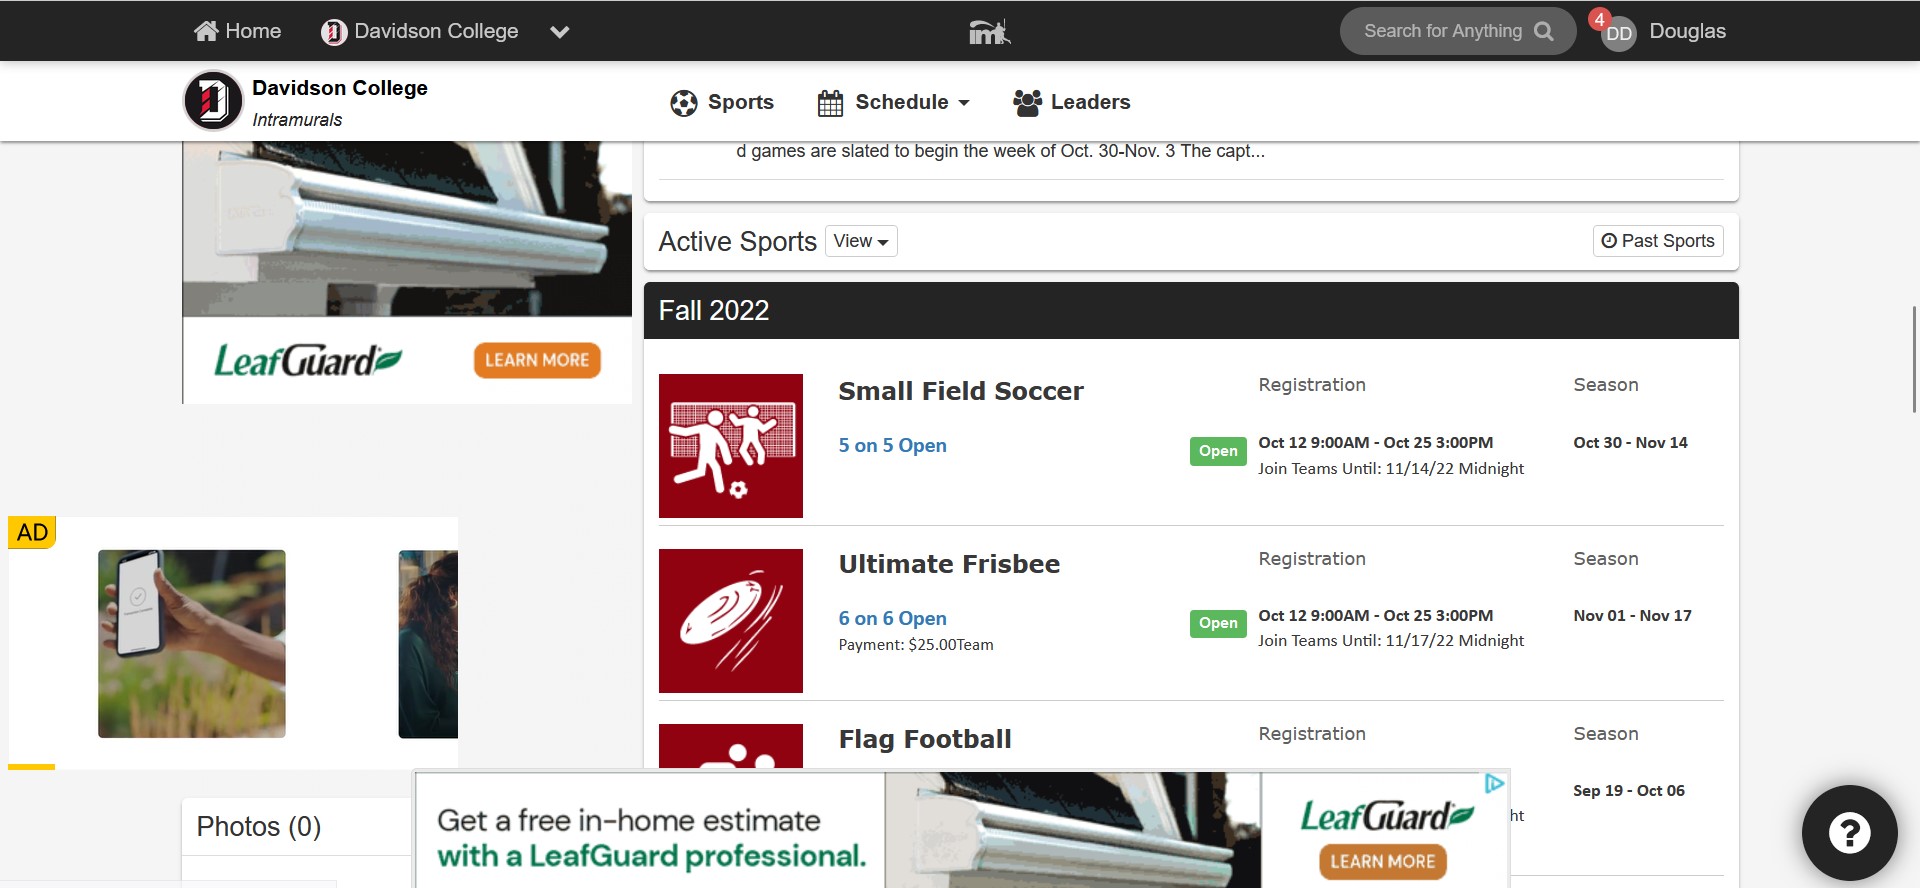 Home
Davidson College
imL
Search for Anything
4
DD
Douglas
Davidson College
Intramurals
Sports
Schedule
Leaders
d games are slated to begin the week of Oct. 30-Nov. 3 The capt...
Active Sports
View
Past Sports
LeafGuard
LEARN MORE
Fall 2022
Small Field Soccer
Registration
Season
5 on 5 Open
Open
Oct 12 9:00AM - Oct 25 3:00PM
Oct 30 - Nov 14
Join Teams Until: 11/14/22 Midnight
AD
Ultimate Frisbee
Registration
Season
6 on 6 Open
Open
Oct 12 9:00AM - Oct 25 3:00PM
Nov 01 - Nov 17
Payment: $25.00Team
Join Teams Until: 11/17/22 Midnight
Flag Football
Registration
Season
Sep 19 - Oct 06
ht
Photos (0)
Get a free in-home estimate
with a LeafGuard professional.
LeafGuard
LEARN MORE
?